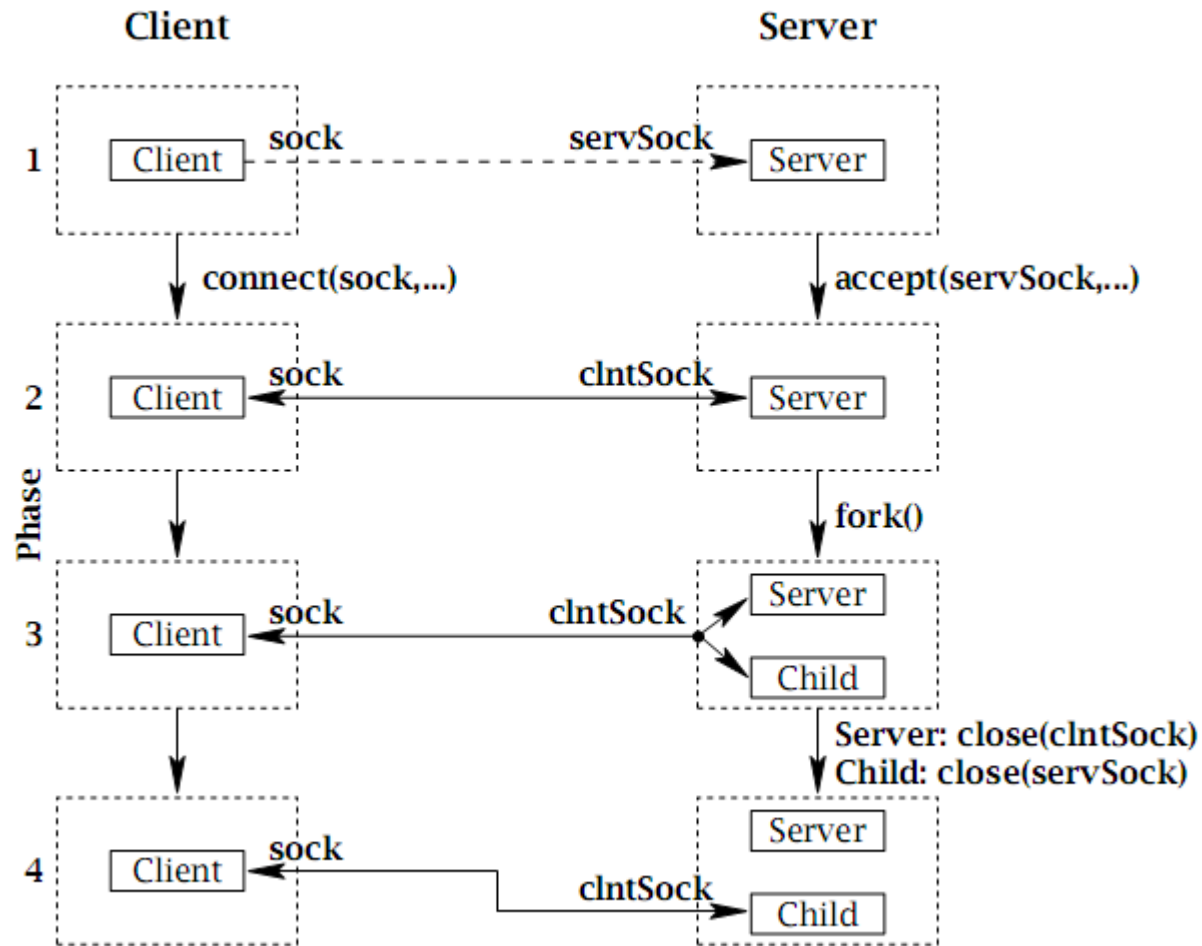 Client Server
1 Client sock servSock Server
connect(sock,...) accept(servSock,...)
2 Client sock clntSock Server
Phase
fork()
3 Client sock clntSock Server
Child
Server: close(clntSock)
Child: close(servSock)
4 Client sock Server
clntSock Child